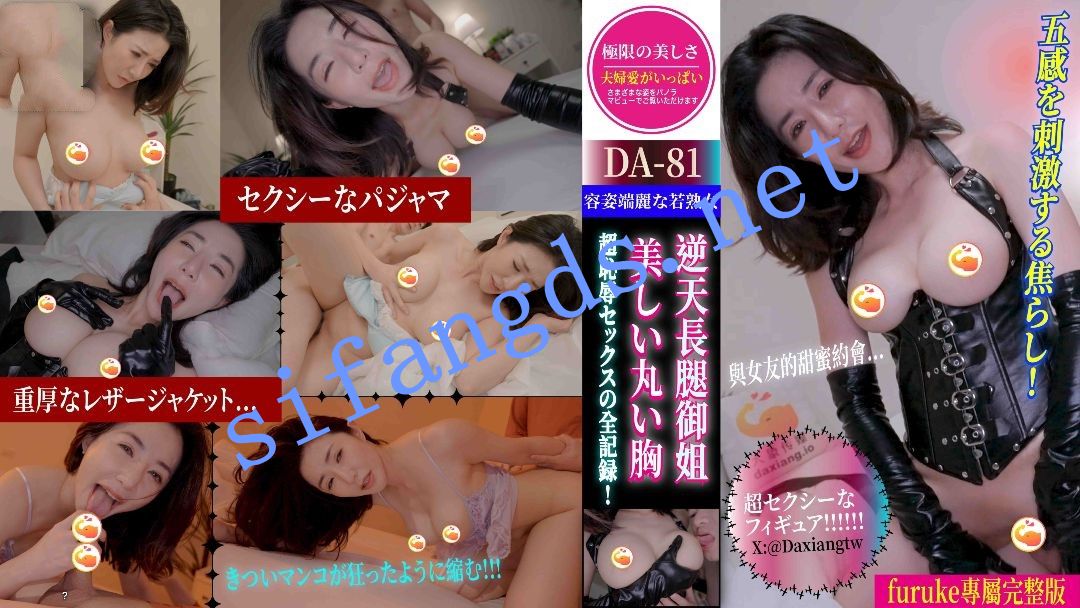 セクシーなパジャマ
重厚なレザージャケット...
きついマンコが狂ったように縮む!!!
?
極限の美しさ
夫婦愛がいっぱい
さまざまな姿をパノラ
マビューでご覧いただけます
DA-81
容姿端麗な若熟女
逆天長腿御姐
美しい丸い胸
超恥辱セックスの全記録！
五感を刺激する焦らし！
與女友的甜蜜約會...
daxiang.io
超セクシーな
フィギュア!!!!!!
X:@Daxiangtw
furuke專屬完整版
sifangds.net